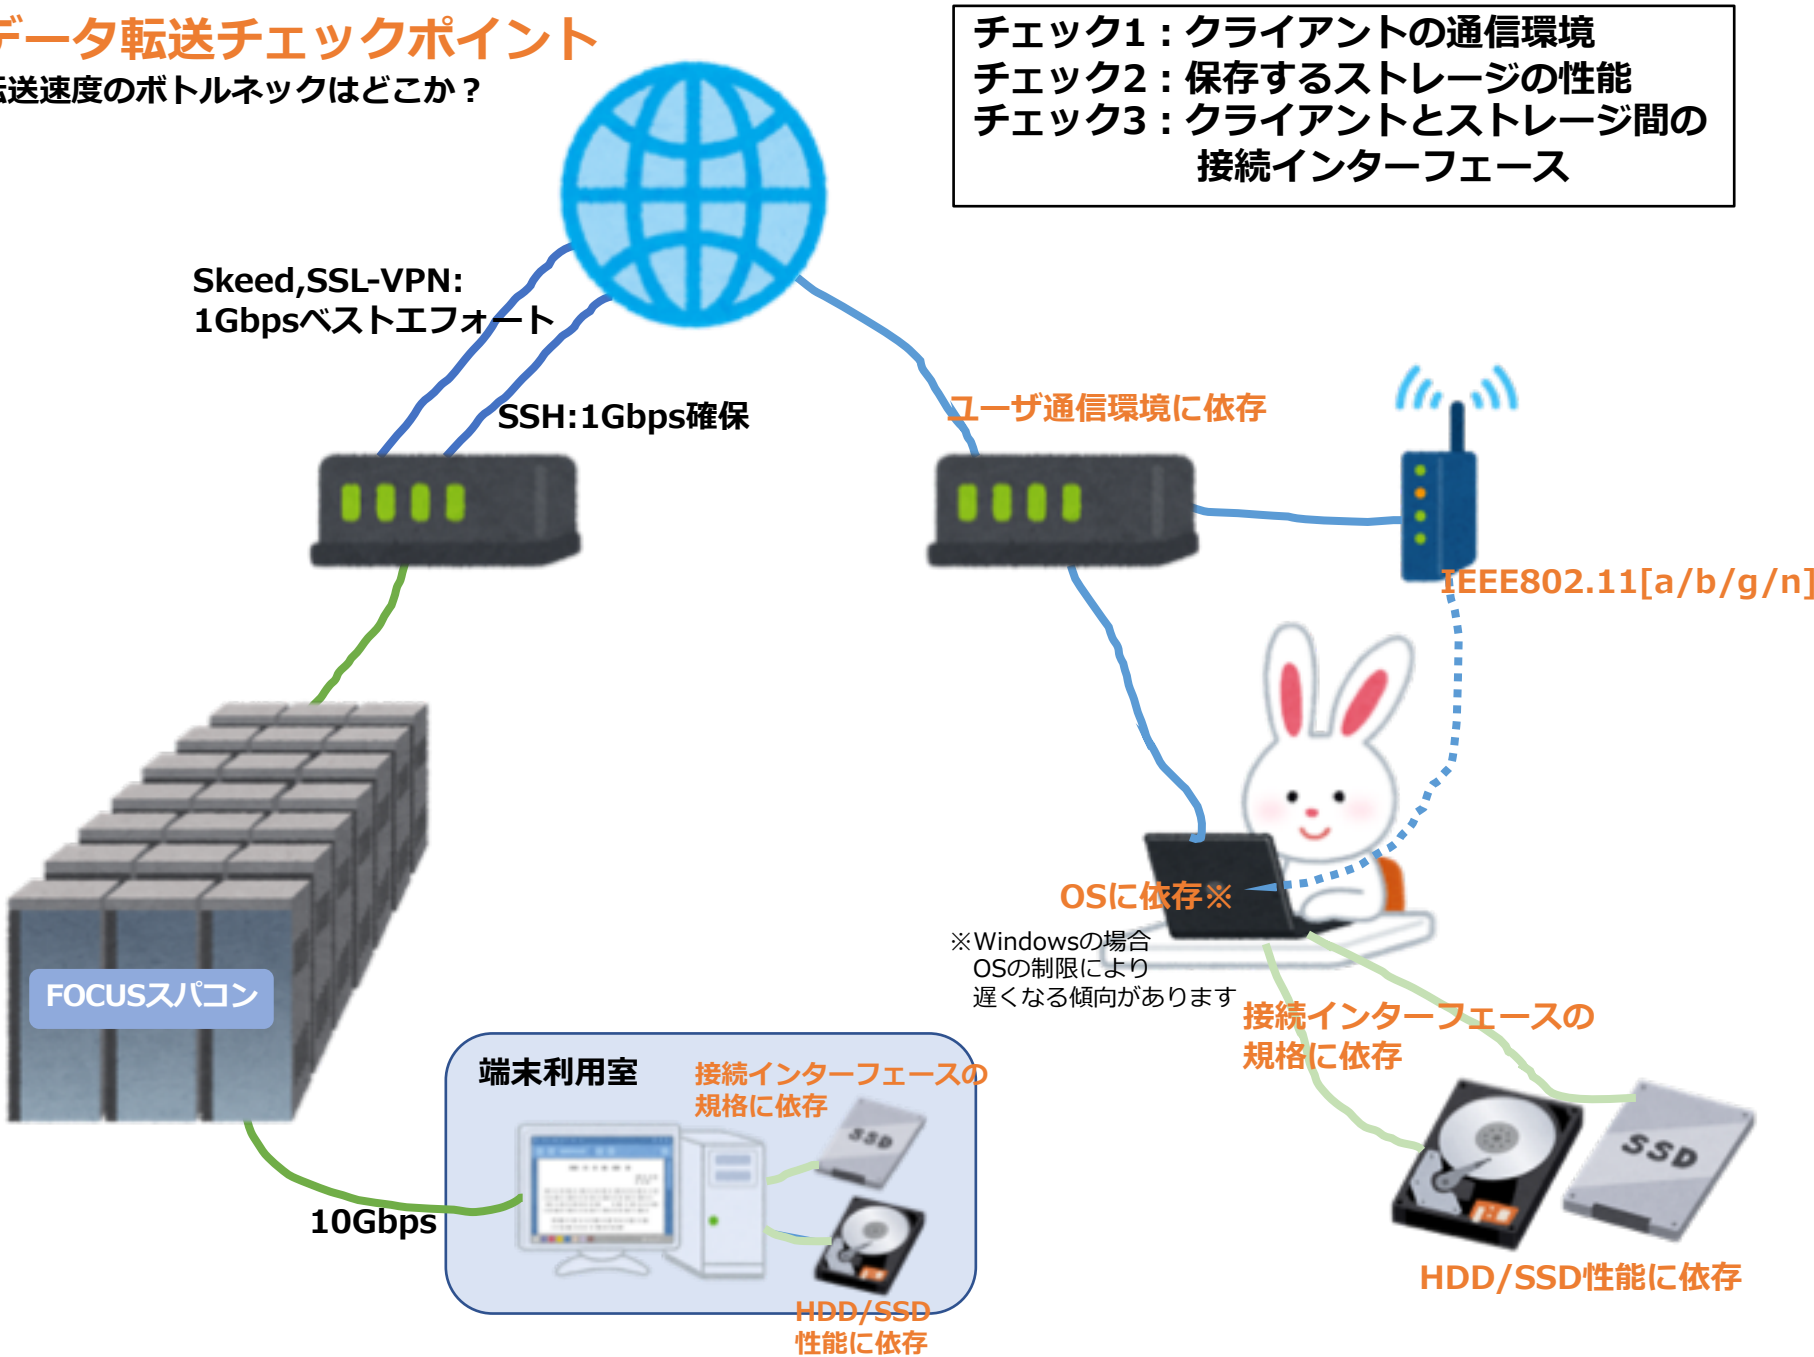 データ転送チェックポイント
転送速度のボトルネックはどこか？
チェック1：クライアントの通信環境
チェック2：保存するストレージの性能
チェック3：クライアントとストレージ間の
接続インターフェース
Skeed,SSL-VPN:
1Gbpsベストエフォート
SSH:1Gbps確保
ユーザ通信環境に依存
IEEE802.11[a/b/g/n]
OSに依存※
※Windowsの場合
OSの制限により
遅くなる傾向があります
FOCUSスパコン
接続インターフェースの
規格に依存
端末利用室
接続インターフェースの
規格に依存
SSD
SSD
10Gbps
HDD/SSD性能に依存
HDD/SSD
性能に依存